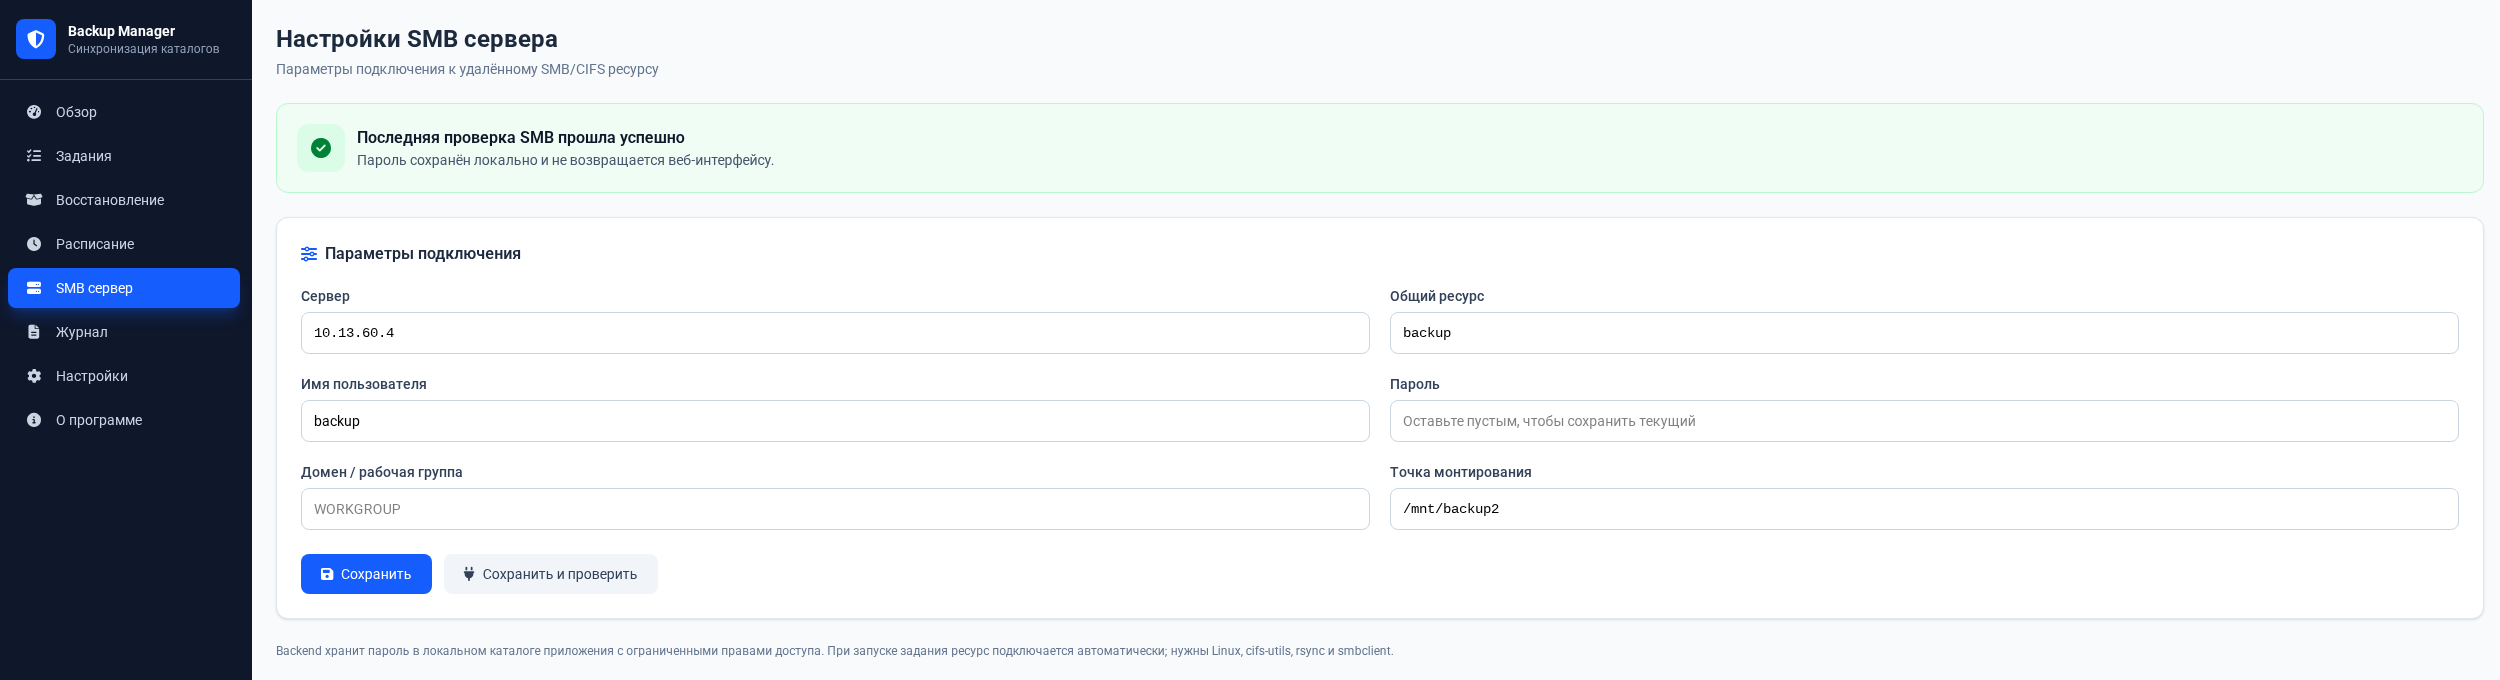 Backup Manager
Синхронизация каталогов
Обзор
Задания
Восстановление
Расписание
SMB сервер
Журнал
Настройки
О программе
Настройки SMB сервера
Параметры подключения к удалённому SMB/CIFS ресурсу
Последняя проверка SMB прошла успешно
Пароль сохранён локально и не возвращается веб-интерфейсу.
Параметры подключения
Сервер
10.13.60.4
Общий ресурс
backup
Имя пользователя
backup
Пароль
Оставьте пустым, чтобы сохранить текущий
Домен / рабочая группа
WORKGROUP
Точка монтирования
/mnt/backup2
Сохранить
Сохранить и проверить
Backend хранит пароль в локальном каталоге приложения с ограниченными правами доступа. При запуске задания ресурс подключается автоматически; нужны Linux, cifs-utils, rsync и smbclient.